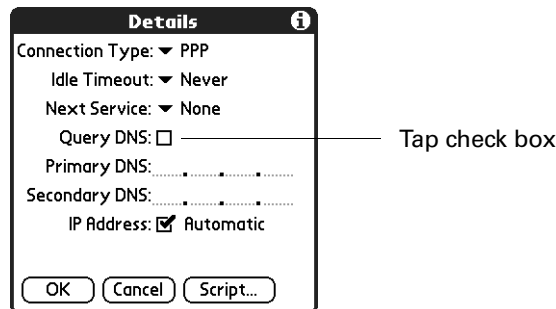 Details
Connection Type: PPP
Idle Timeout: Never
Next Service: None
Query DNS:
Tap check box
Primary DNS:
Secondary DNS:
IP Address: Automatic
OK Cancel Script...